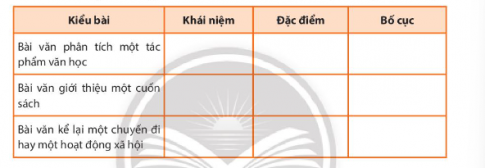 Kiểu bài Khái niệm Đặc điểm Bố cục
Bài văn phân tích một tác
phẩm văn học
Bài văn giới thiệu một cuốn
sách
Bài văn kể lại một chuyến đi
hay một hoạt động xã hội